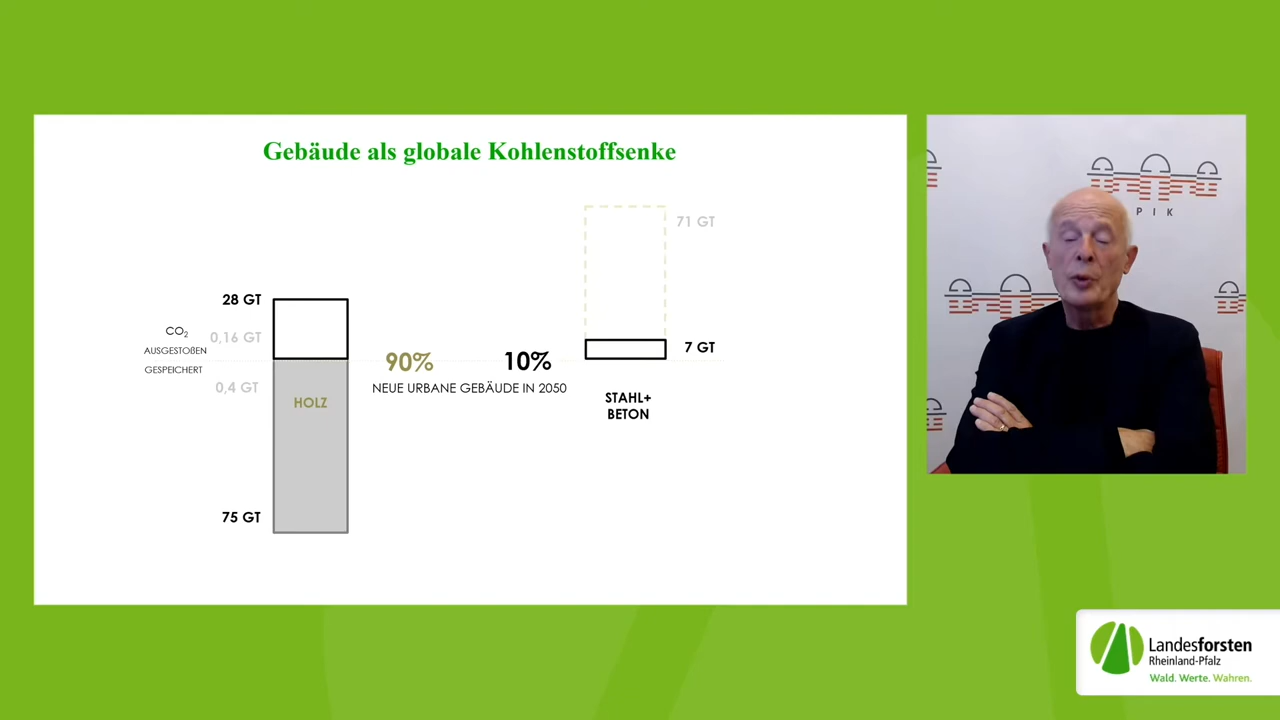 Gebäude als globale Kohlenstoffsenke
71 GT
28 GT
CO₂
0,16 GT
AUSGESTOßEN
GESPEICHERT
0,4 GT
HOLZ
90%
10%
NEUE URBANE GEBÄUDE IN 2050
7 GT
STAHL+
BETON
75 GT
PIK
Landesforsten
Rheinland-Pfalz
Wald. Werte. Wahren.